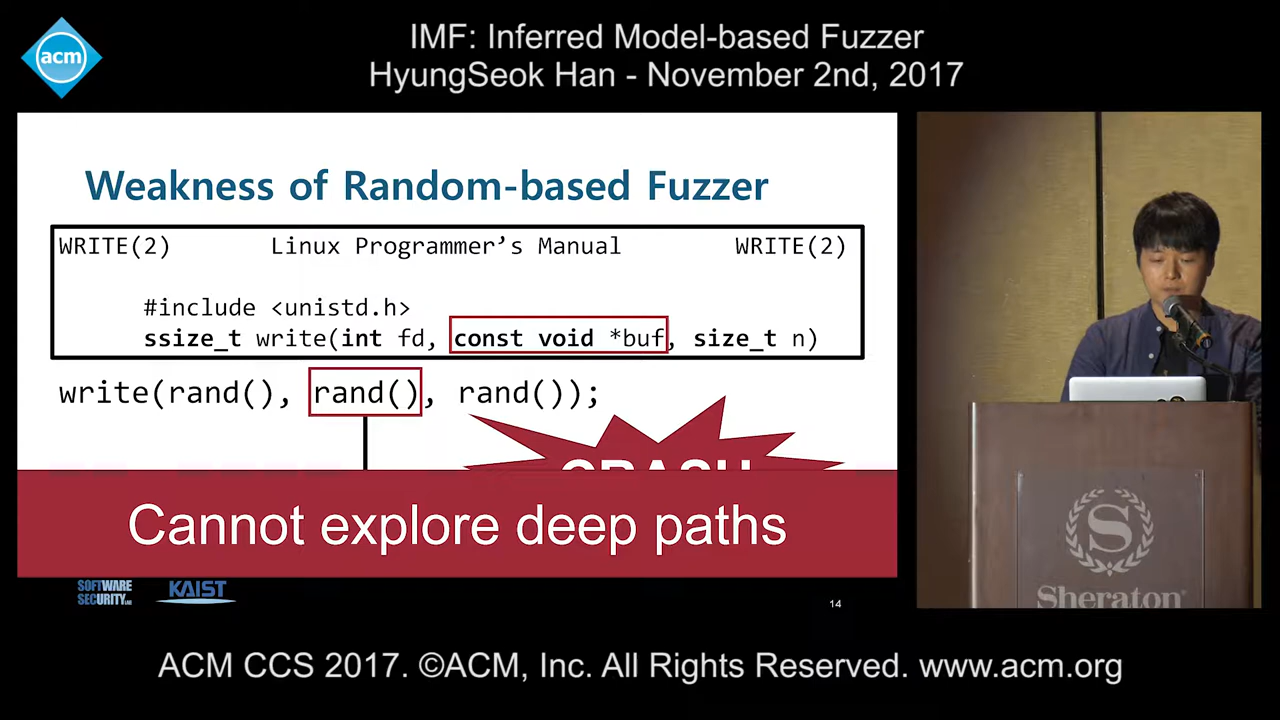 IMF: Inferred Model-based Fuzzer
acm
HyungSeok Han - November 2nd, 2017
Weakness of Random-based Fuzzer
WRITE(2) Linux Programmer’s Manual WRITE(2)
#include <unistd.h>
ssize_t write(int fd, const void *buf, size_t n)
write(rand(), rand(), rand());
CRASH
Cannot explore deep paths
SOFTWARE
SECURITY.LAB
KAIST
14
S
Sheraton
ACM CCS 2017. ©ACM, Inc. All Rights Reserved. www.acm.org